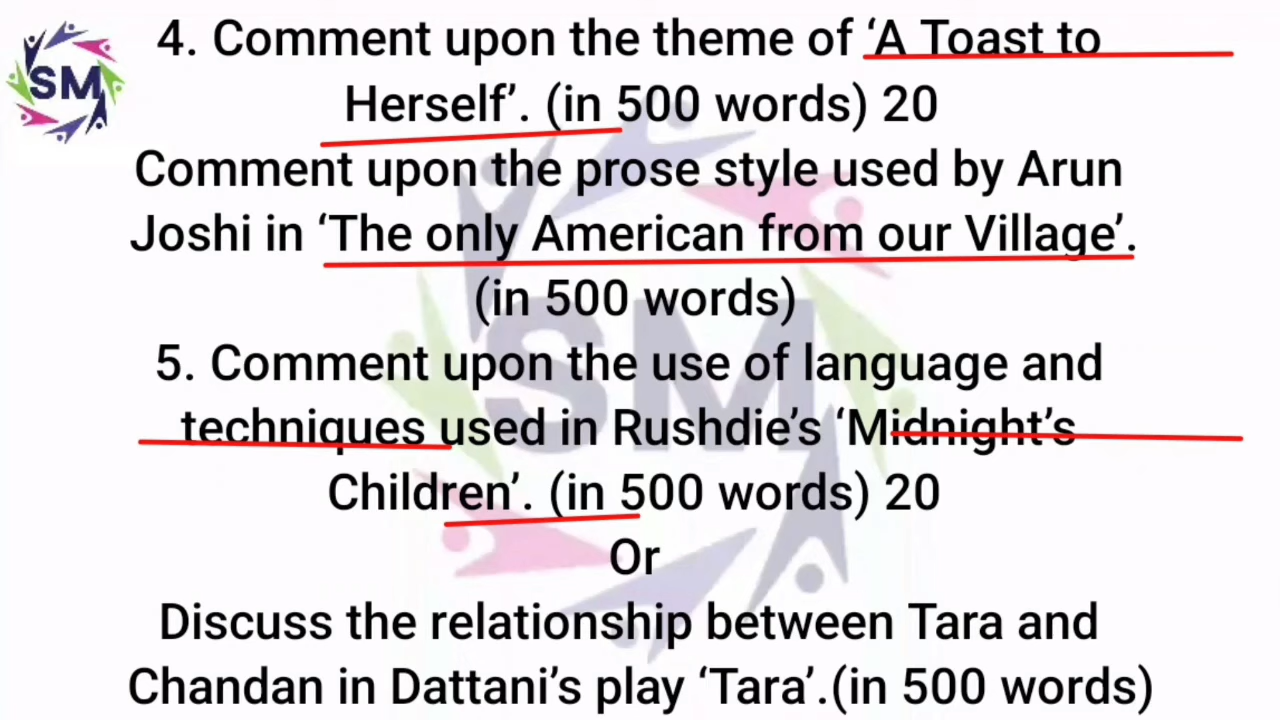 SM
4. Comment upon the theme of ‘A Toast to
Herself’. (in 500 words) 20
Comment upon the prose style used by Arun
Joshi in ‘The only American from our Village’.
(in 500 words)
5. Comment upon the use of language and
techniques used in Rushdie’s ‘Midnight’s
Children’. (in 500 words) 20
Or
Discuss the relationship between Tara and
Chandan in Dattani’s play ‘Tara’.(in 500 words)
SM